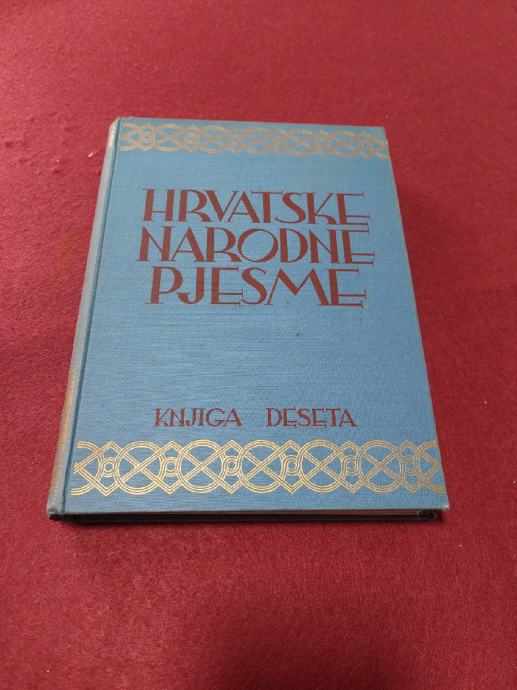 HRVATSKE
NARODNE
PJESME
KNJIGA DESETA